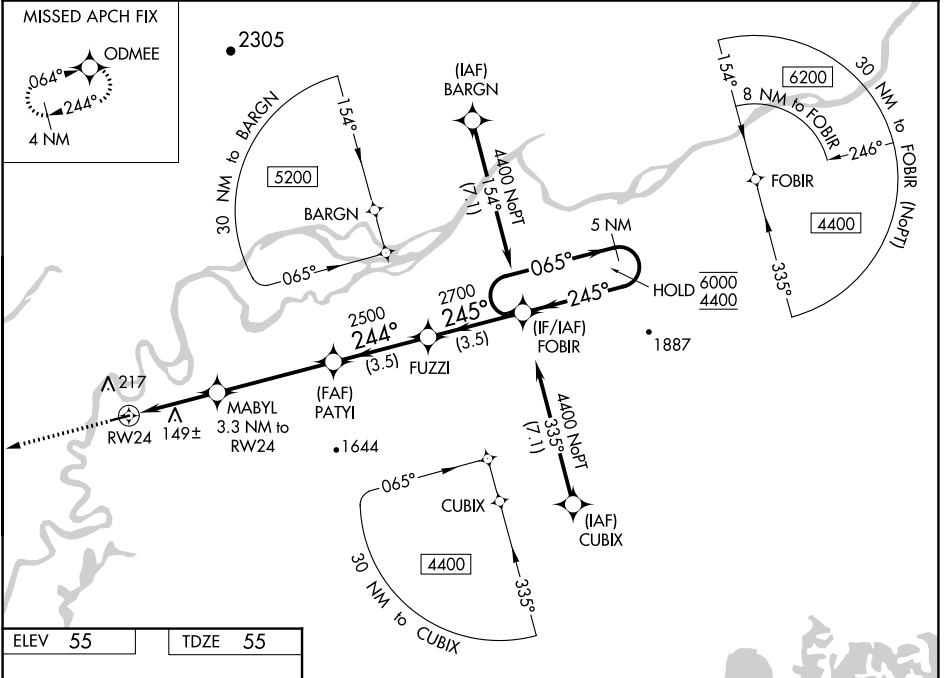 MISSED APCH FIX
ODMEE
064°
244°
4 NM
2305
(IAF)
BARGN
30 NM to BARGN
154°
5200
BARGN
065°
4400 NoPT
154°
(7.1)
154°
6200
30 NM to FOBIR (NoPT)
8 NM to FOBIR
246°
FOBIR
4400
335°
5 NM
065°
245°
HOLD
6000
4400
(IF/IAF)
FOBIR
1887
2700
245°
(3.5)
FUZZI
2500
244°
(3.5)
(FAF)
PATYI
MABYL
3.3 NM to
RW24
217
RW24
149±
1644
4400 NoPT
335°
(7.1)
(IAF)
CUBIX
065°
CUBIX
4400
335°
30 NM to CUBIX
ELEV 55
TDZE 55